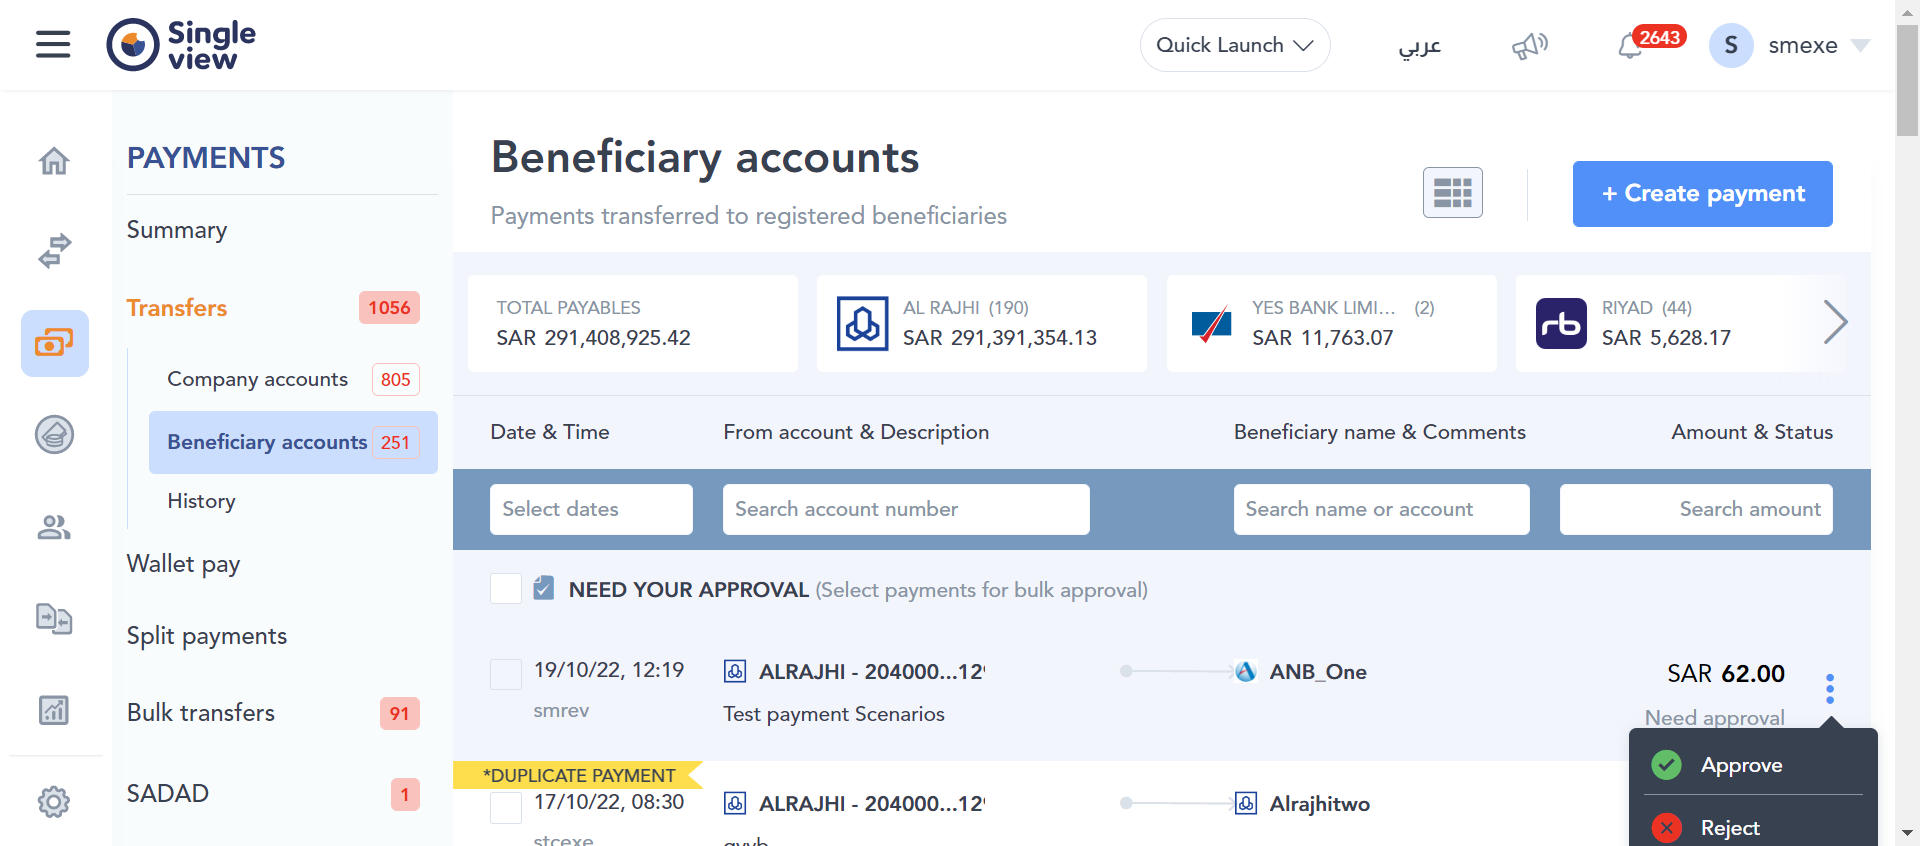 Single view
Quick Launch
عربي
2643
S
smexe
PAYMENTS
Summary
Transfers 1056
Company accounts 805
Beneficiary accounts 251
History
Wallet pay
Split payments
Bulk transfers 91
SADAD 1
Beneficiary accounts
Payments transferred to registered beneficiaries
+ Create payment
TOTAL PAYABLES
SAR 291,408,925.42
AL RAJHI (190)
SAR 291,391,354.13
YES BANK LIMI... (2)
SAR 11,763.07
rb
RIYAD (44)
SAR 5,628.17
Date & Time From account & Description Beneficiary name & Comments Amount & Status
Select dates Search account number Search name or account Search amount
NEED YOUR APPROVAL (Select payments for bulk approval)
19/10/22, 12:19 ALRAJHI - 204000...12 ANB_One SAR 62.00
smrev Test payment Scenarios Need approval
Approve
Reject
*DUPLICATE PAYMENT
17/10/22, 08:30 ALRAJHI - 204000...12 Alrajhitwo
stcexe